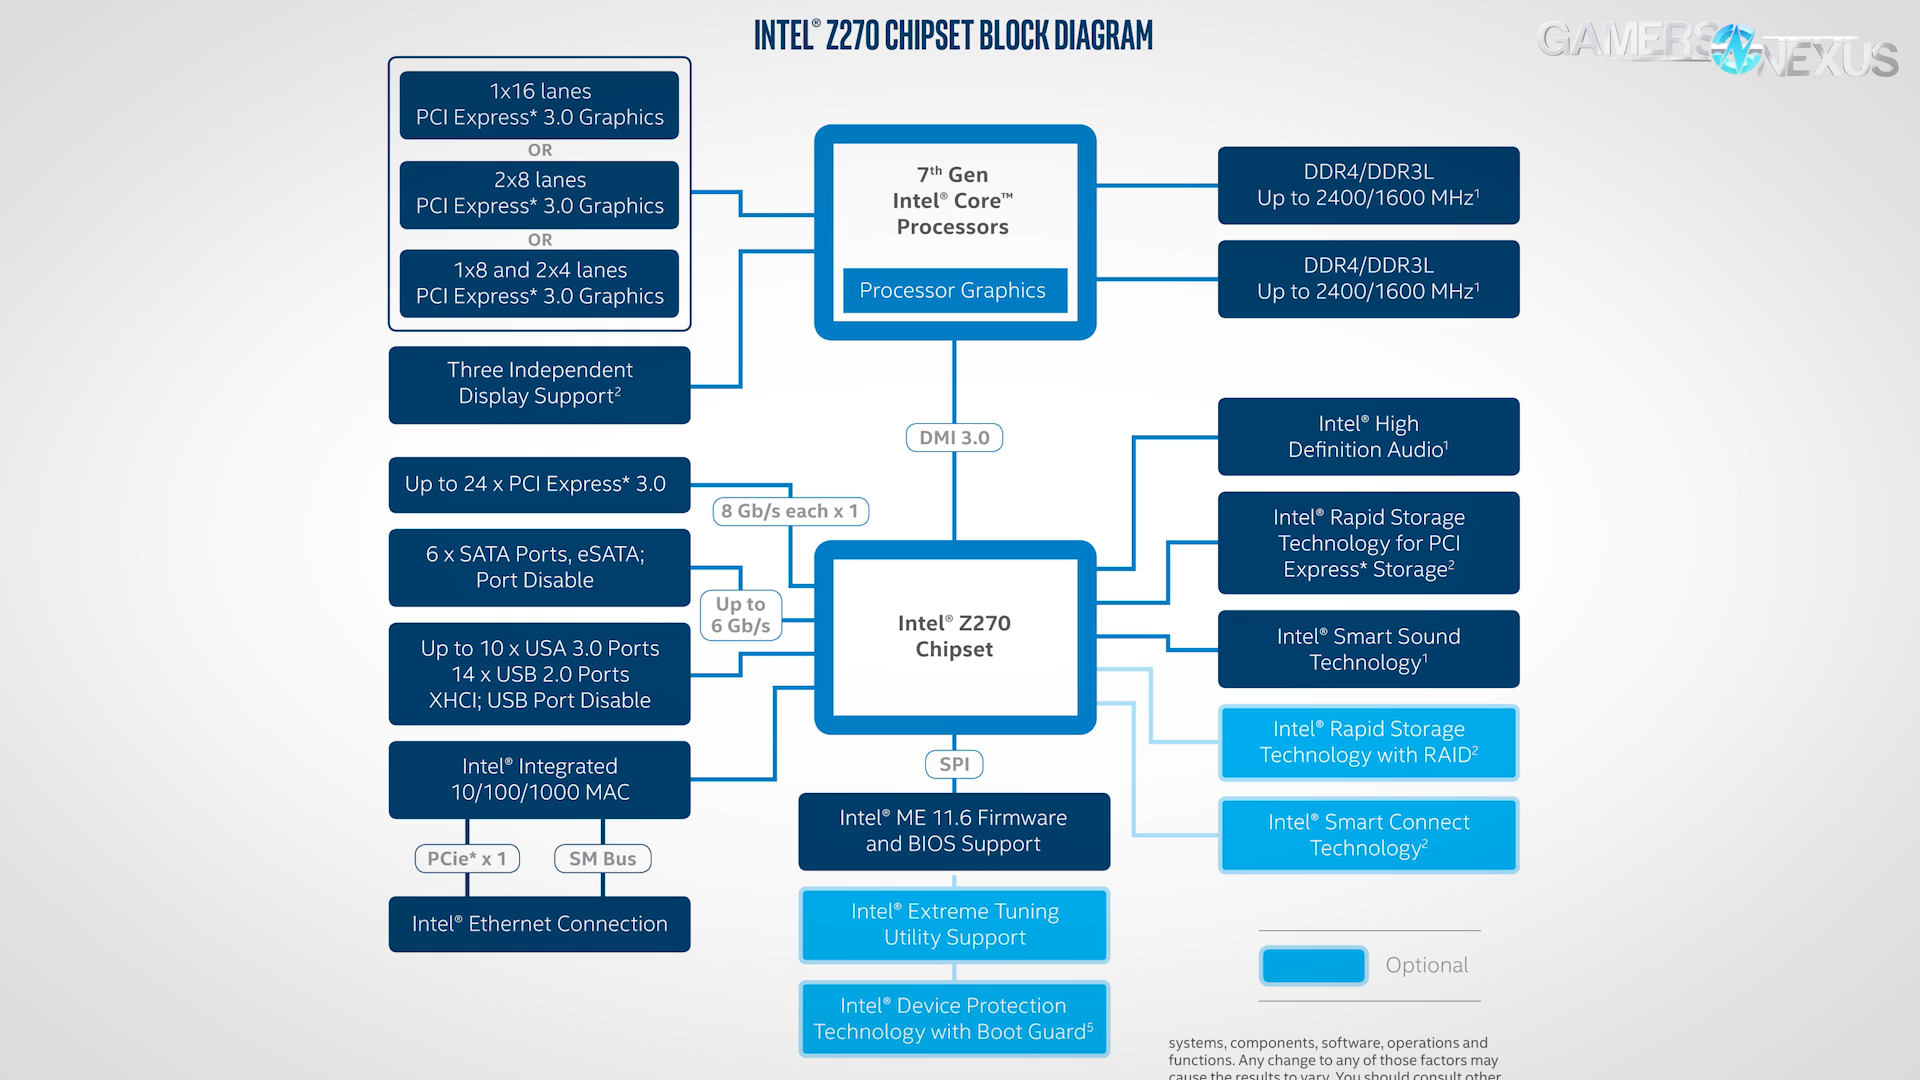 INTEL® Z270 CHIPSET BLOCK DIAGRAM
GAMERS NEXUS
1x16 lanes
PCI Express* 3.0 Graphics
OR
2x8 lanes
PCI Express* 3.0 Graphics
OR
1x8 and 2x4 lanes
PCI Express* 3.0 Graphics
Three Independent
Display Support²
7th Gen
Intel® Core™
Processors
Processor Graphics
DDR4/DDR3L
Up to 2400/1600 MHz¹
DDR4/DDR3L
Up to 2400/1600 MHz¹
DMI 3.0
Up to 24 x PCI Express* 3.0
8 Gb/s each x 1
6 x SATA Ports, eSATA;
Port Disable
Up to
6 Gb/s
Up to 10 x USA 3.0 Ports
14 x USB 2.0 Ports
XHCI; USB Port Disable
Intel® Integrated
10/100/1000 MAC
PCIe* x 1
SM Bus
Intel® Ethernet Connection
Intel® Z270
Chipset
SPI
Intel® ME 11.6 Firmware
and BIOS Support
Intel® Extreme Tuning
Utility Support
Intel® Device Protection
Technology with Boot Guard⁵
Intel® High
Definition Audio¹
Intel® Rapid Storage
Technology for PCI
Express* Storage²
Intel® Smart Sound
Technology¹
Intel® Rapid Storage
Technology with RAID²
Intel® Smart Connect
Technology²
Optional
systems, components, software, operations and
functions. Any change to any of those factors may
cause the results to vary. You should consult other